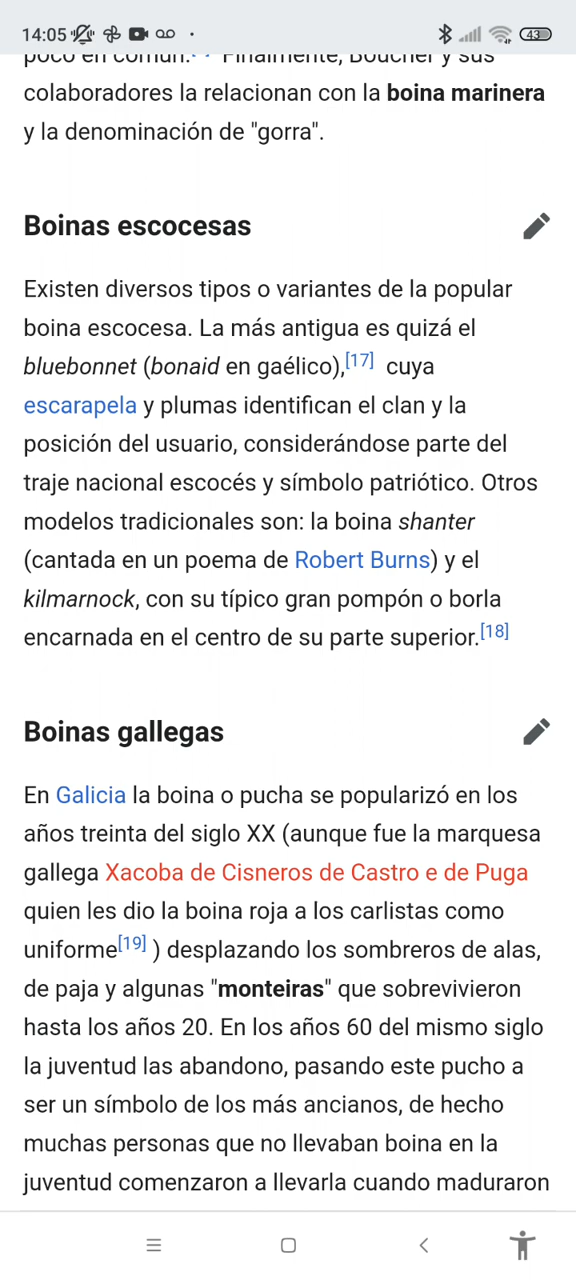 14:05
43
poco en común. Finalmente, Boucher y sus
colaboradores la relacionan con la boina marinera
y la denominación de "gorra".
Boinas escocesas
Existen diversos tipos o variantes de la popular
boina escocesa. La más antigua es quizá el
bluebonnet (bonaid en gaélico),[17] cuya
escarapela y plumas identifican el clan y la
posición del usuario, considerándose parte del
traje nacional escocés y símbolo patriótico. Otros
modelos tradicionales son: la boina shanter
(cantada en un poema de Robert Burns) y el
kilmarnock, con su típico gran pompón o borla
encarnada en el centro de su parte superior.[18]
Boinas gallegas
En Galicia la boina o pucha se popularizó en los
años treinta del siglo XX (aunque fue la marquesa
gallega Xacoba de Cisneros de Castro e de Puga
quien les dio la boina roja a los carlistas como
uniforme[19] ) desplazando los sombreros de alas,
de paja y algunas "monteiras" que sobrevivieron
hasta los años 20. En los años 60 del mismo siglo
la juventud las abandono, pasando este pucho a
ser un símbolo de los más ancianos, de hecho
muchas personas que no llevaban boina en la
juventud comenzaron a llevarla cuando maduraron